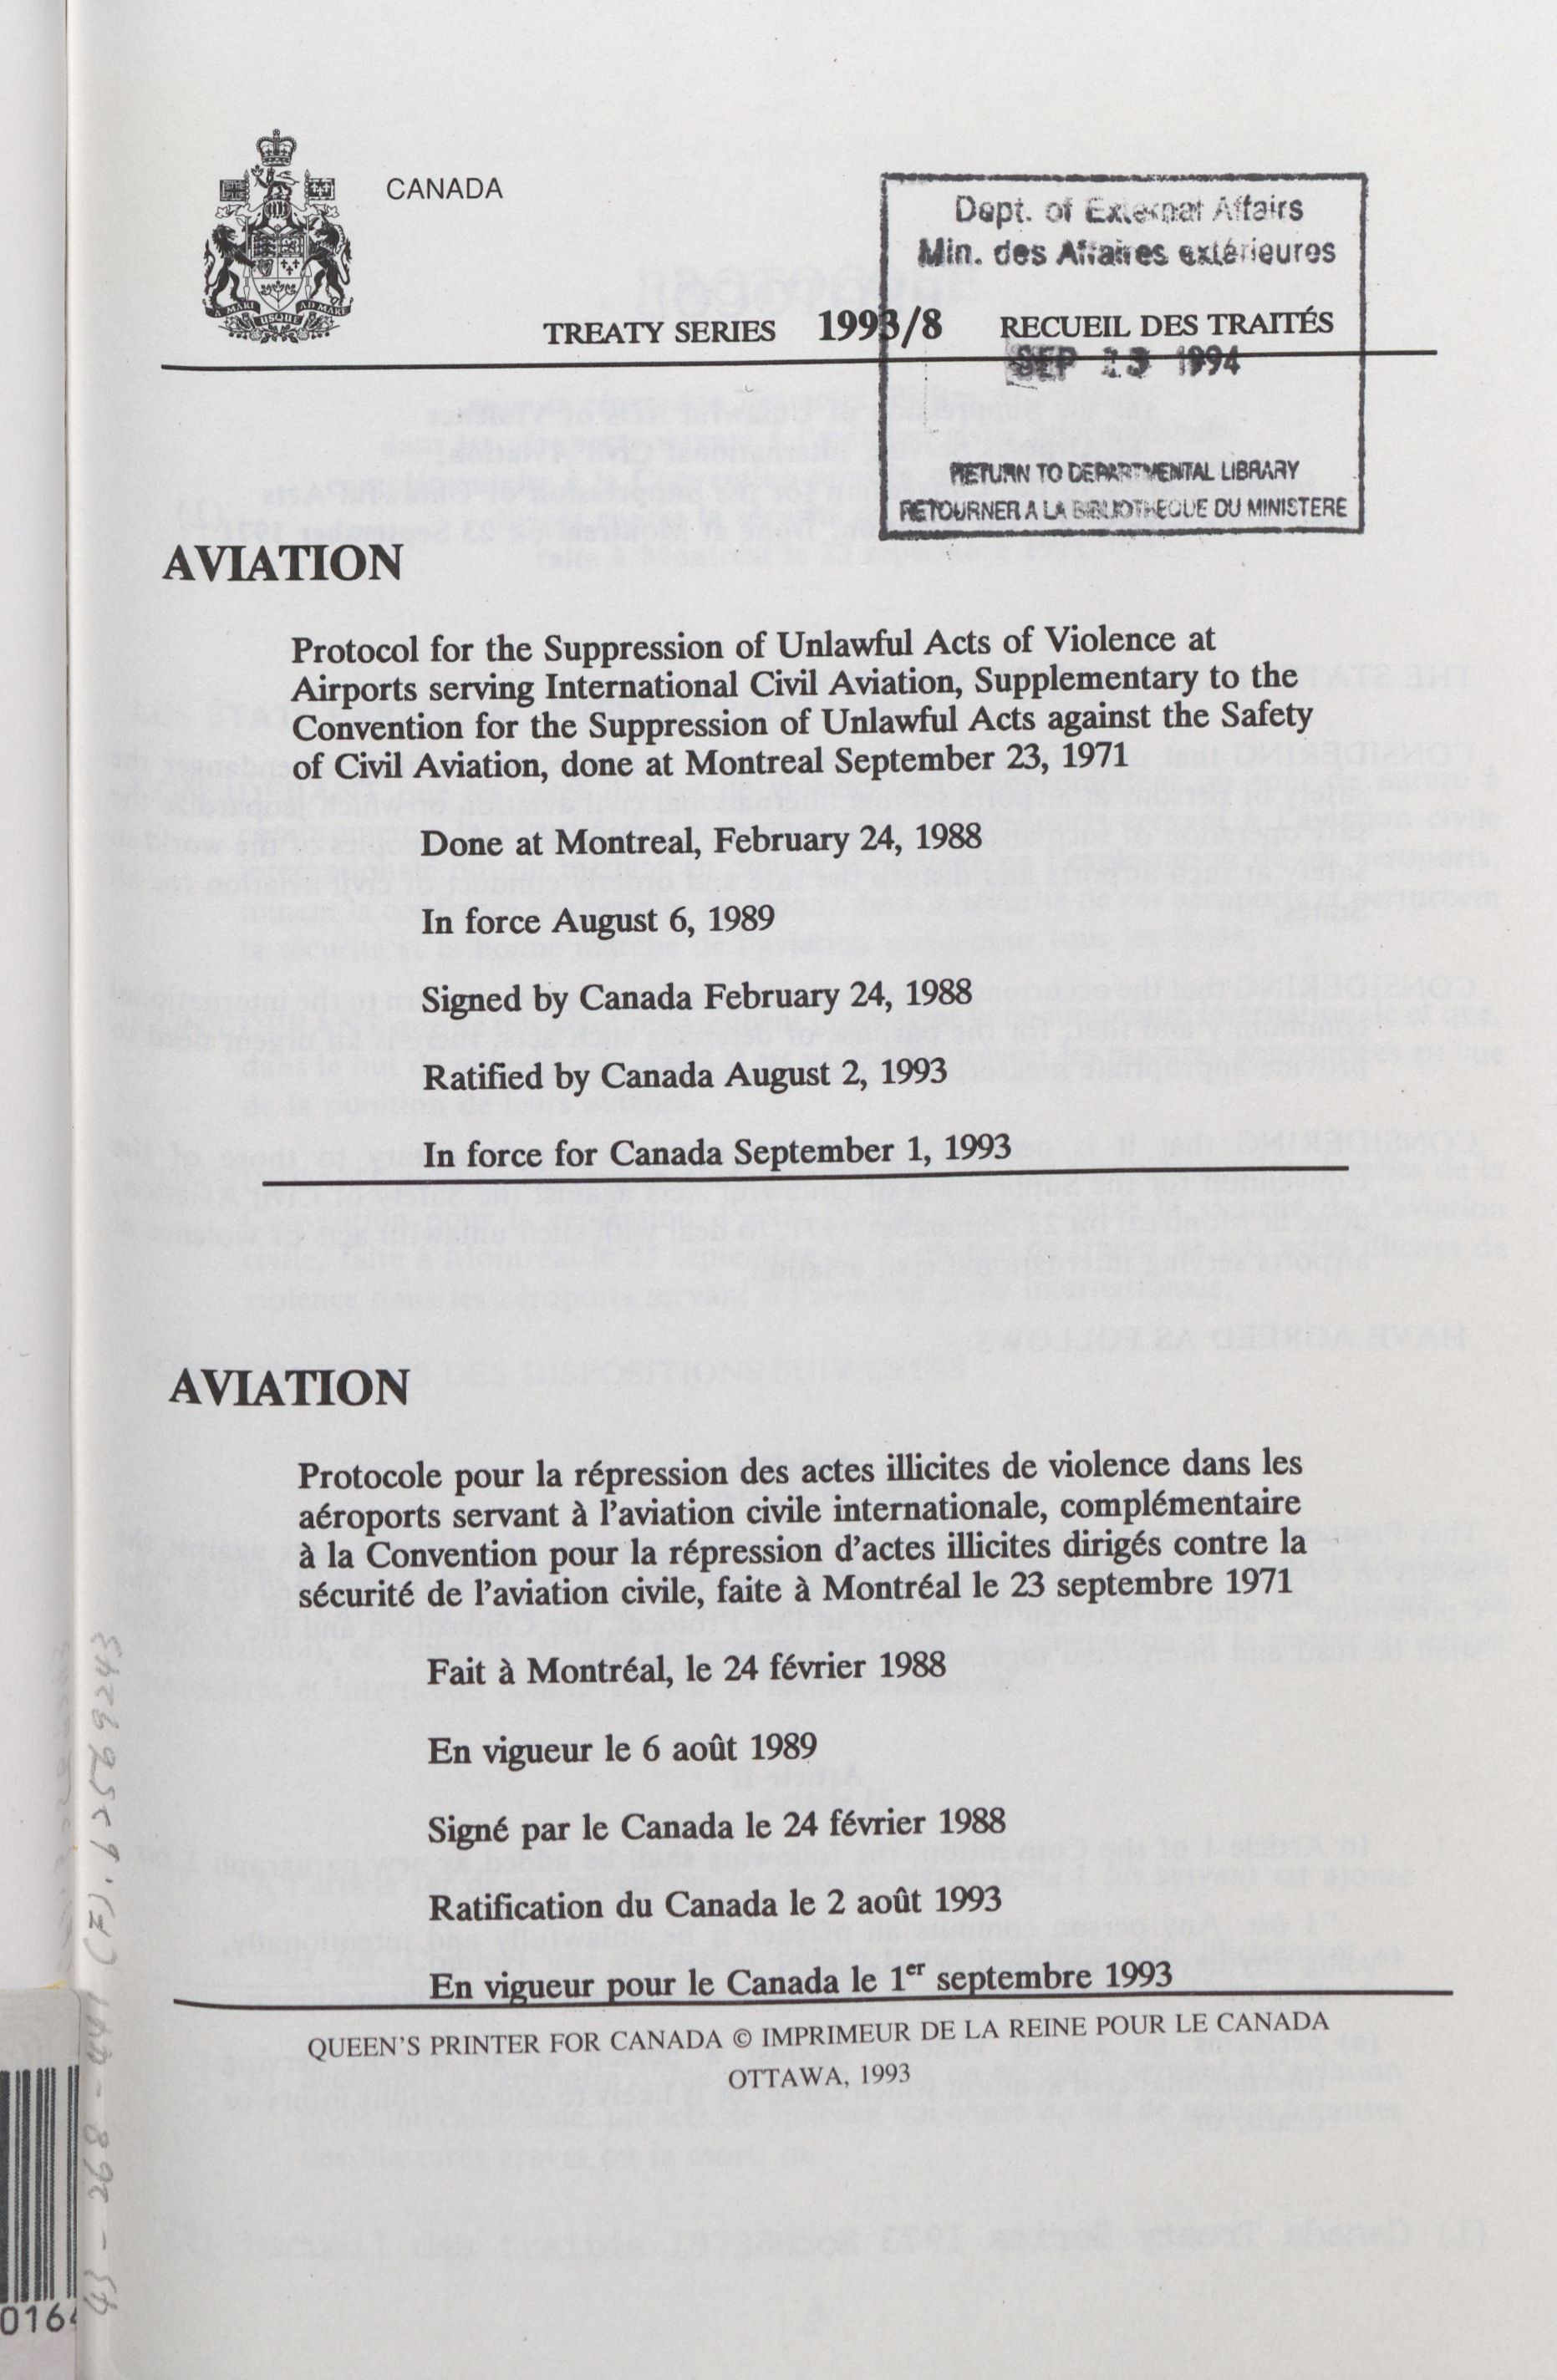 CANADA
Dept. of External Affairs
Min. des Affaires extérieures
TREATY SERIES 1993/8 RECUEIL DES TRAITÉS
SEP 1994
RETURN TO DEPARTMENTAL LIBRARY
RETOURNER A LA BIBLIOTHEQUE DU MINISTERE
AVIATION
Protocol for the Suppression of Unlawful Acts of Violence at
Airports serving International Civil Aviation, Supplementary to the
Convention for the Suppression of Unlawful Acts against the Safety
of Civil Aviation, done at Montreal September 23, 1971
Done at Montreal, February 24, 1988
In force August 6, 1989
Signed by Canada February 24, 1988
Ratified by Canada August 2, 1993
In force for Canada September 1, 1993
AVIATION
Protocole pour la répression des actes illicites de violence dans les
aéroports servant à l'aviation civile internationale, complémentaire
à la Convention pour la répression d'actes illicites dirigés contre la
sécurité de l'aviation civile, faite à Montréal le 23 septembre 1971
Fait à Montréal, le 24 février 1988
En vigueur le 6 août 1989
Signé par le Canada le 24 février 1988
Ratification du Canada le 2 août 1993
En vigueur pour le Canada le 1er septembre 1993
QUEEN'S PRINTER FOR CANADA © IMPRIMEUR DE LA REINE POUR LE CANADA
OTTAWA, 1993
43-268-441 (F). b2569243
0164